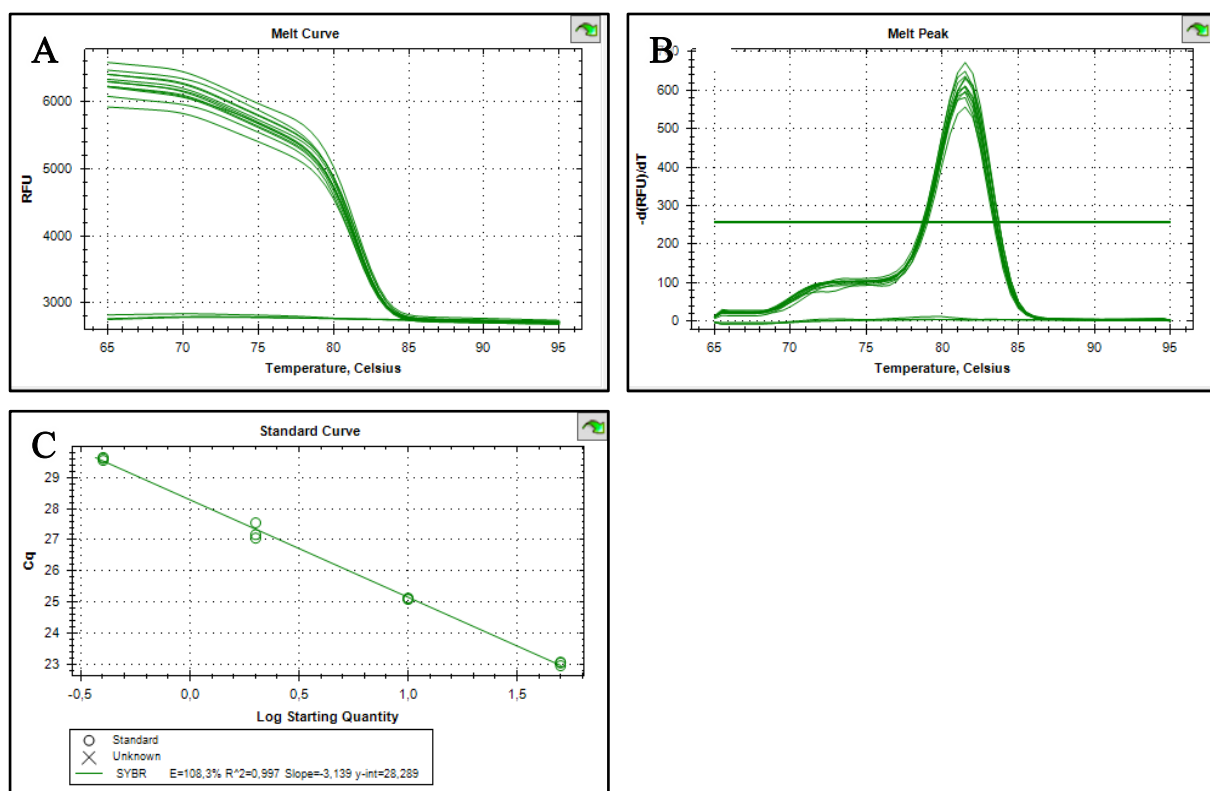 A
Melt Curve
RFU
6000
5000
4000
3000
65 70 75 80 85 90 95
Temperature, Celsius
B
Melt Peak
-d(RFU)/dT
600
500
400
300
200
100
0
65 70 75 80 85 90 95
Temperature, Celsius
C
Standard Curve
Cq
29
28
27
26
25
24
23
-0,5 0,0 0,5 1,0 1,5
Log Starting Quantity
Standard
Unknown
SYBR E=108,3% R^2=0,997 Slope=-3,139 y-int=28,289